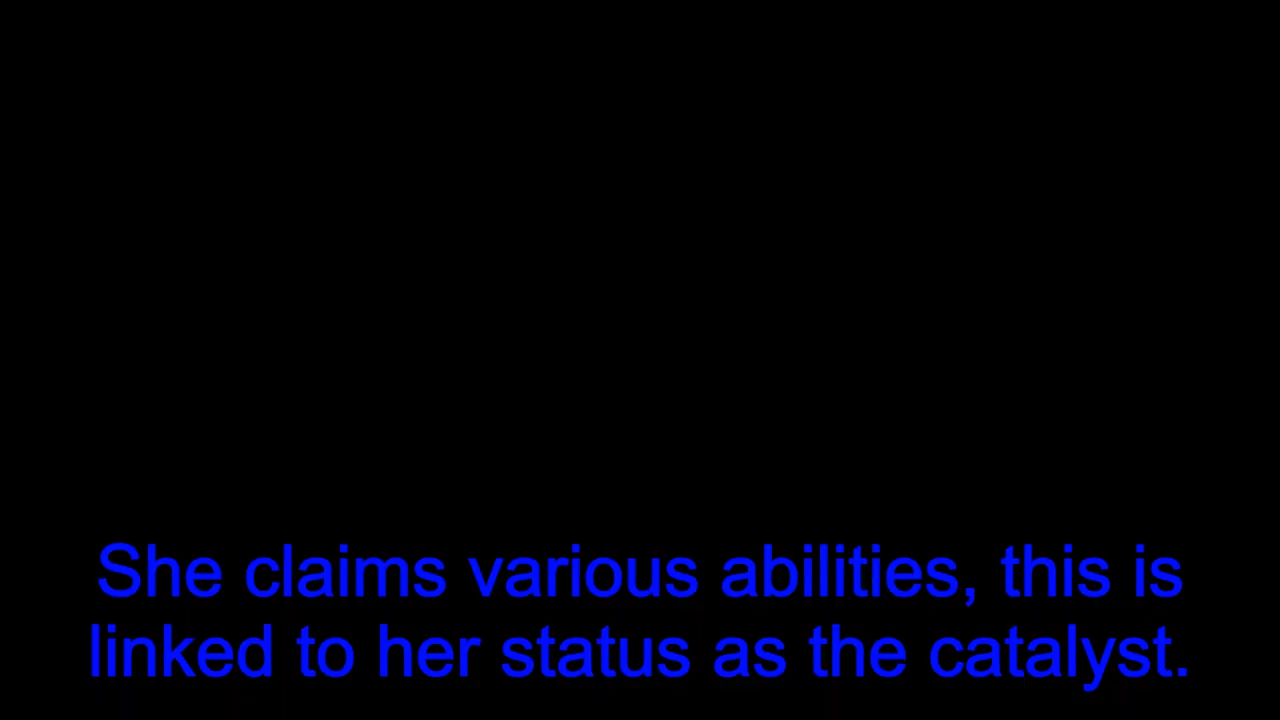 She claims various abilities, this is
linked to her status as the catalyst.